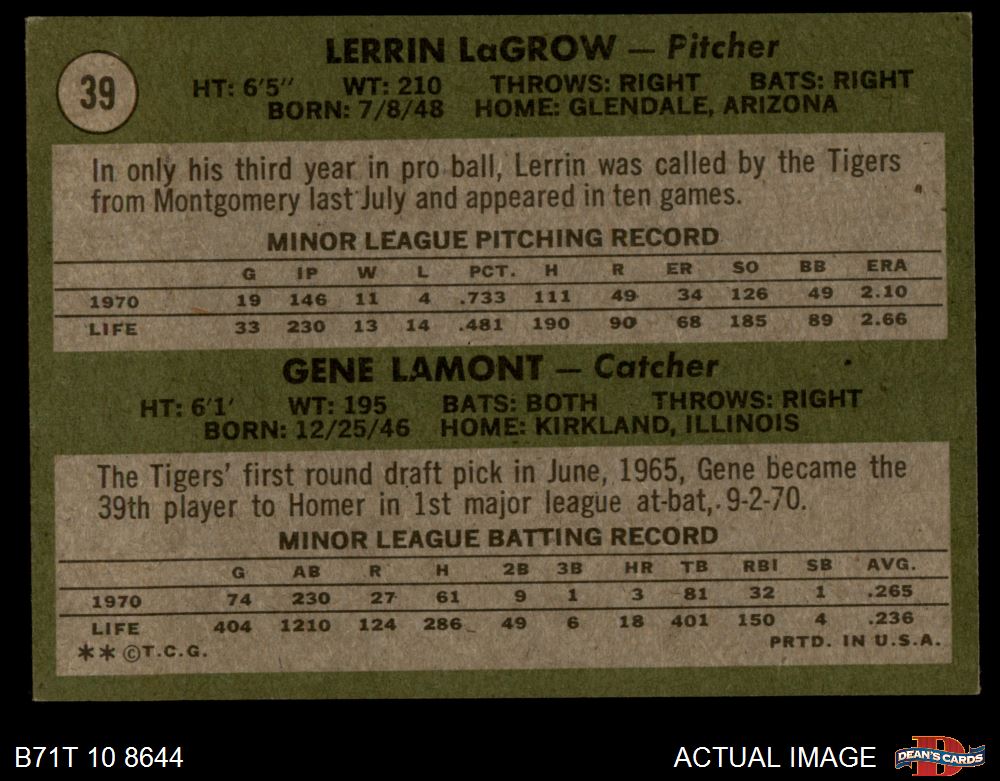 39
LERRIN LaGROW — Pitcher
HT: 6'5" WT: 210 THROWS: RIGHT BATS: RIGHT
BORN: 7/8/48 HOME: GLENDALE, ARIZONA
In only his third year in pro ball, Lerrin was called by the Tigers
from Montgomery last July and appeared in ten games.
MINOR LEAGUE PITCHING RECORD
G IP W L PCT. H R ER SO BB ERA
1970 19 146 11 4 .733 111 49 34 126 49 2.10
LIFE 33 230 13 14 .481 190 90 68 185 89 2.66
GENE LAMONT — Catcher
HT: 6'1' WT: 195 BATS: BOTH THROWS: RIGHT
BORN: 12/25/46 HOME: KIRKLAND, ILLINOIS
The Tigers' first round draft pick in June, 1965, Gene became the
39th player to Homer in 1st major league at-bat, 9-2-70.
MINOR LEAGUE BATTING RECORD
G AB R H 2B 3B HR TB RBI SB AVG.
1970 74 230 27 61 9 1 3 81 32 1 .265
LIFE 404 1210 124 286 49 6 18 401 150 4 .236
** ©T.C.G. PRTD. IN U.S.A.
B71T 10 8644 ACTUAL IMAGE D DEAN'S CARDS